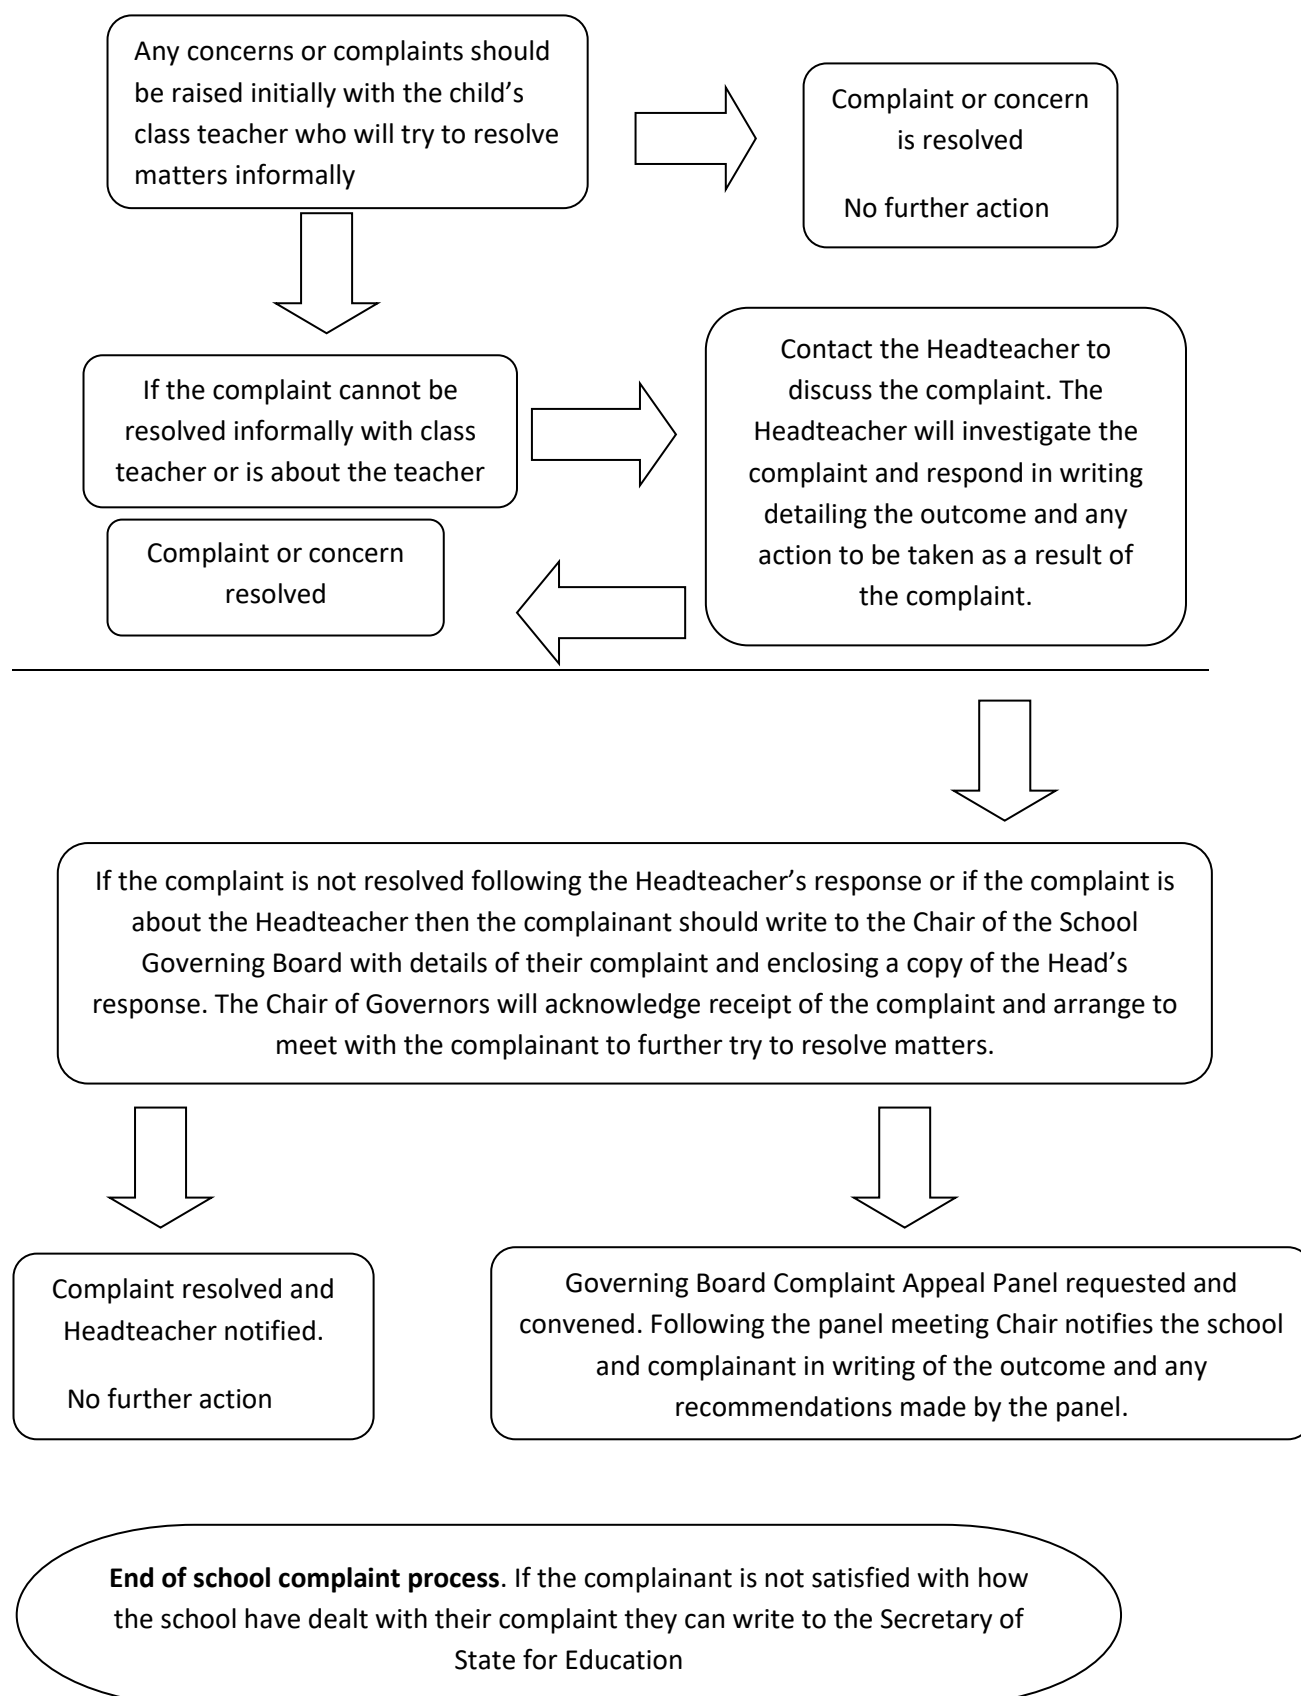 Any concerns or complaints should
be raised initially with the child’s
class teacher who will try to resolve
matters informally
Complaint or concern
is resolved
No further action
If the complaint cannot be
resolved informally with class
teacher or is about the teacher
Contact the Headteacher to
discuss the complaint. The
Headteacher will investigate the
complaint and respond in writing
detailing the outcome and any
action to be taken as a result of
the complaint.
Complaint or concern
resolved
If the complaint is not resolved following the Headteacher’s response or if the complaint is
about the Headteacher then the complainant should write to the Chair of the School
Governing Board with details of their complaint and enclosing a copy of the Head’s
response. The Chair of Governors will acknowledge receipt of the complaint and arrange to
meet with the complainant to further try to resolve matters.
Complaint resolved and
Headteacher notified.
No further action
Governing Board Complaint Appeal Panel requested and
convened. Following the panel meeting Chair notifies the school
and complainant in writing of the outcome and any
recommendations made by the panel.
End of school complaint process. If the complainant is not satisfied with how
the school have dealt with their complaint they can write to the Secretary of
State for Education